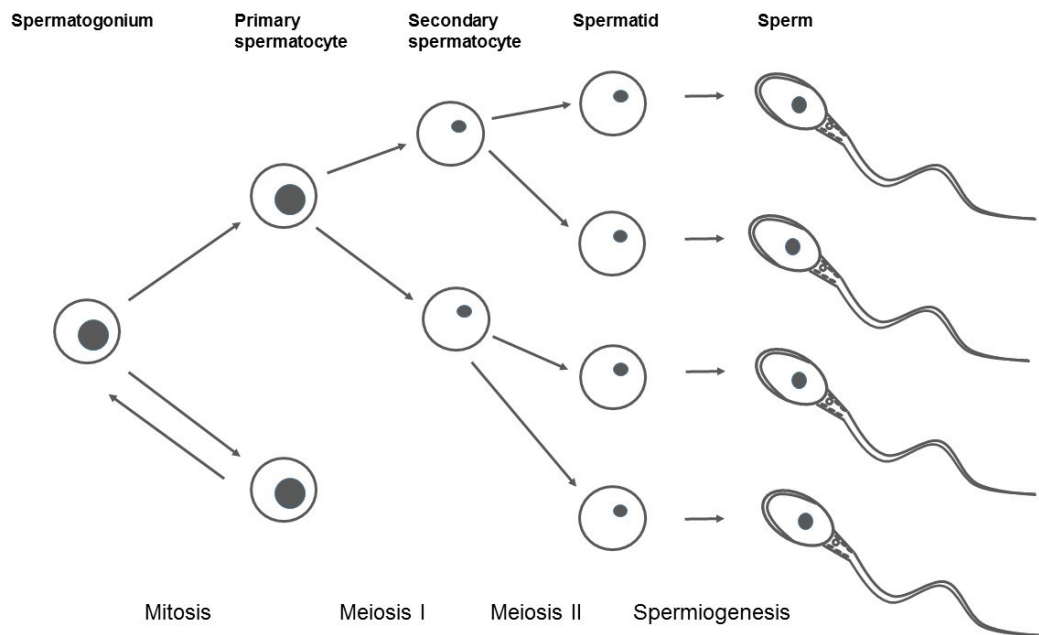 Spermatogonium
Primary
spermatocyte
Secondary
spermatocyte
Spermatid
Sperm
Mitosis
Meiosis I
Meiosis II
Spermiogenesis